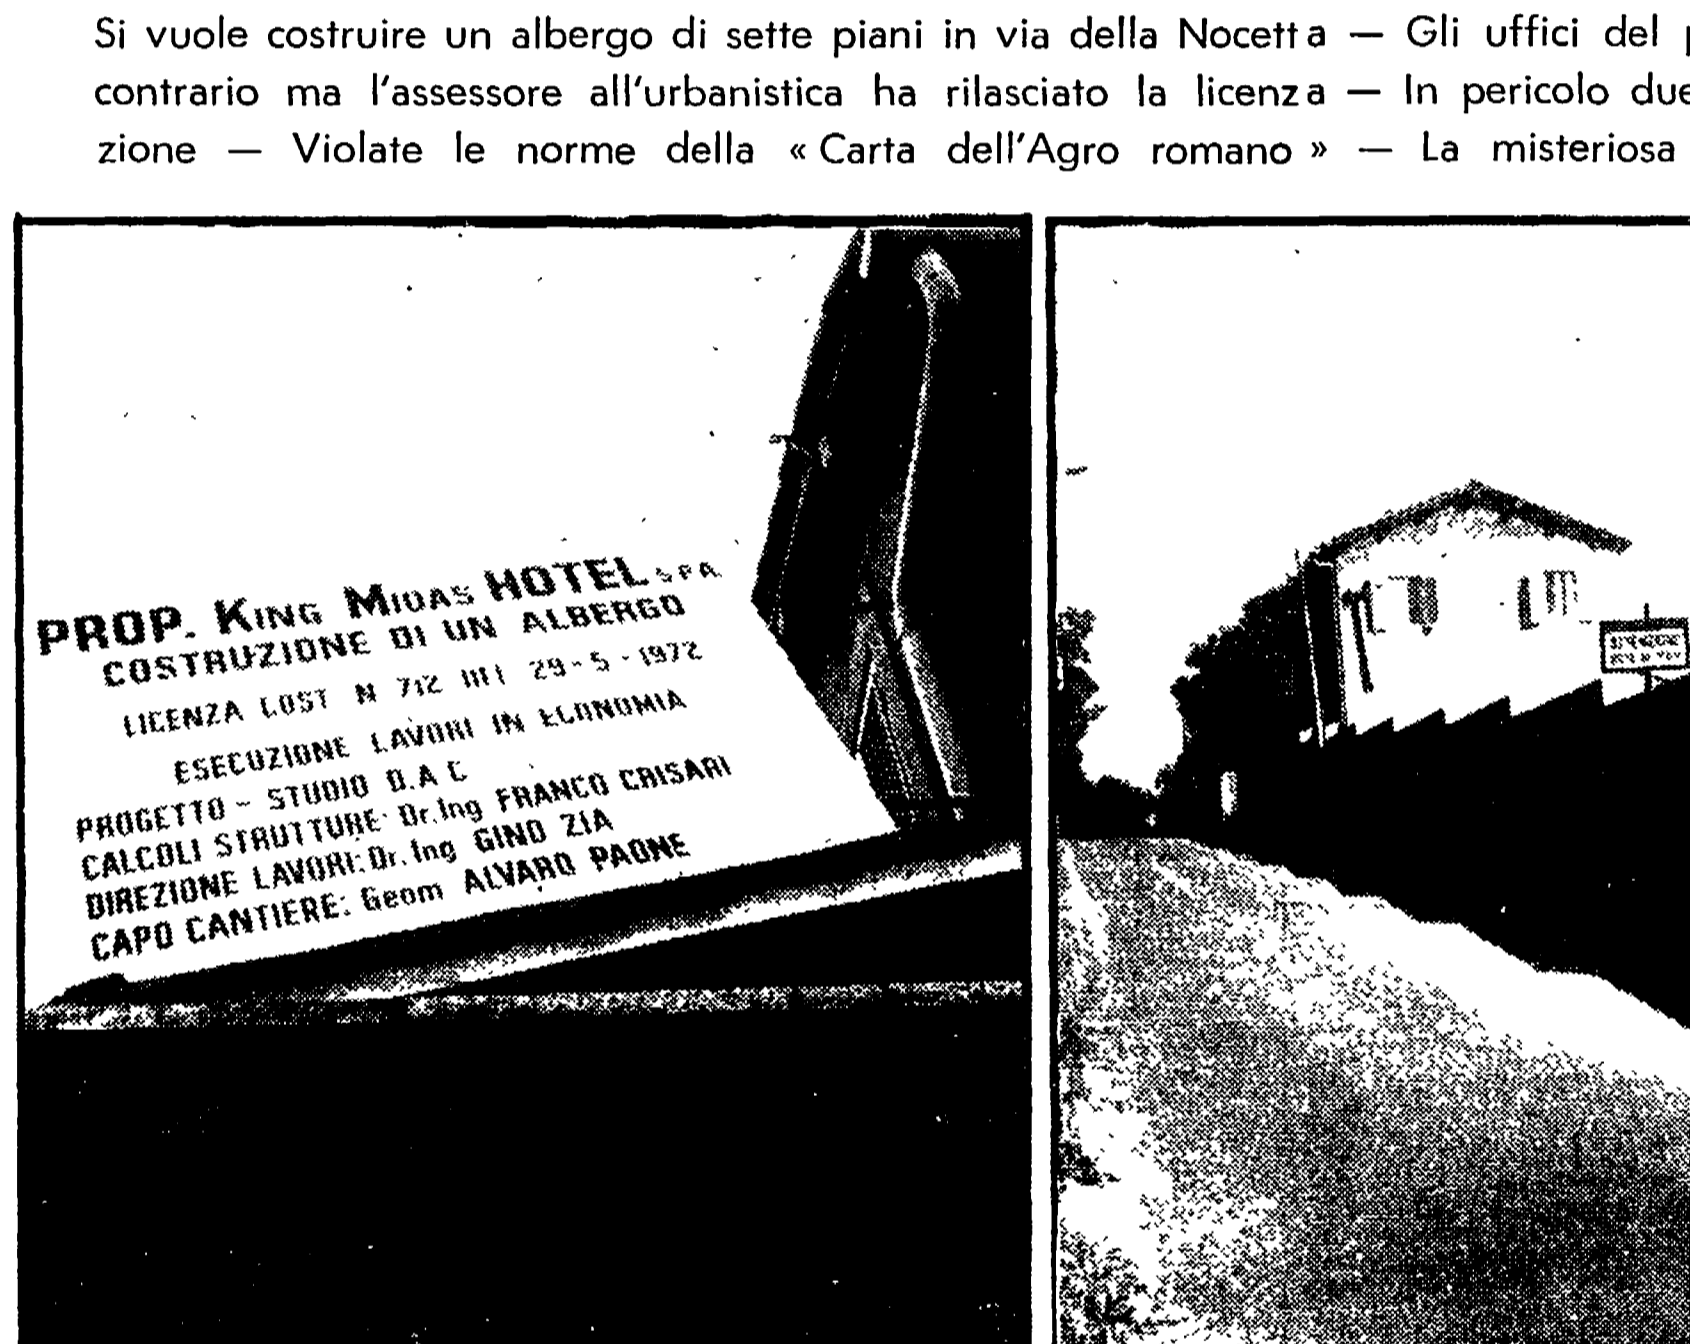 Si vuole costruire un albergo di sette piani in via della Nocetta — Gli uffici del
contrario ma l'assessore all'urbanistica ha rilasciato la licenza — In pericolo due
zione — Violate le norme della « Carta dell'Agro romano » — La misteriosa
PROP. KING MIDAS HOTEL S.P.A.
COSTRUZIONE DI UN ALBERGO
LICENZA COST N 712 29-5-1972
ESECUZIONE LAVORI IN ECONOMIA
PROGETTO - STUDIO D.A C
CALCOLI STRUTTURE: Dr.Ing FRANCO CRISARI
DIREZIONE LAVORI: Dr. Ing GINO ZIA
CAPO CANTIERE: Geom ALVARO PAONE